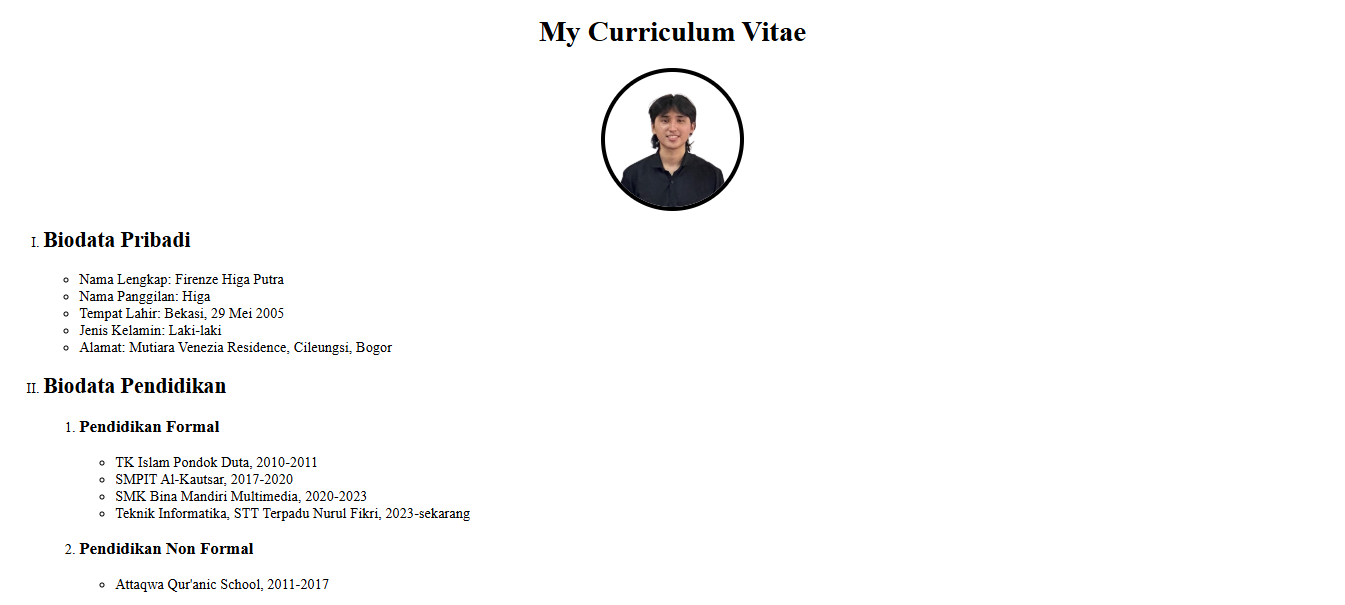 My Curriculum Vitae
I. Biodata Pribadi
Nama Lengkap: Firenze Higa Putra
Nama Panggilan: Higa
Tempat Lahir: Bekasi, 29 Mei 2005
Jenis Kelamin: Laki-laki
Alamat: Mutiara Venezia Residence, Cileungsi, Bogor
II. Biodata Pendidikan
1. Pendidikan Formal
TK Islam Pondok Duta, 2010-2011
SMPIT Al-Kautsar, 2017-2020
SMK Bina Mandiri Multimedia, 2020-2023
Teknik Informatika, STT Terpadu Nurul Fikri, 2023-sekarang
2. Pendidikan Non Formal
Attaqwa Qur'anic School, 2011-2017